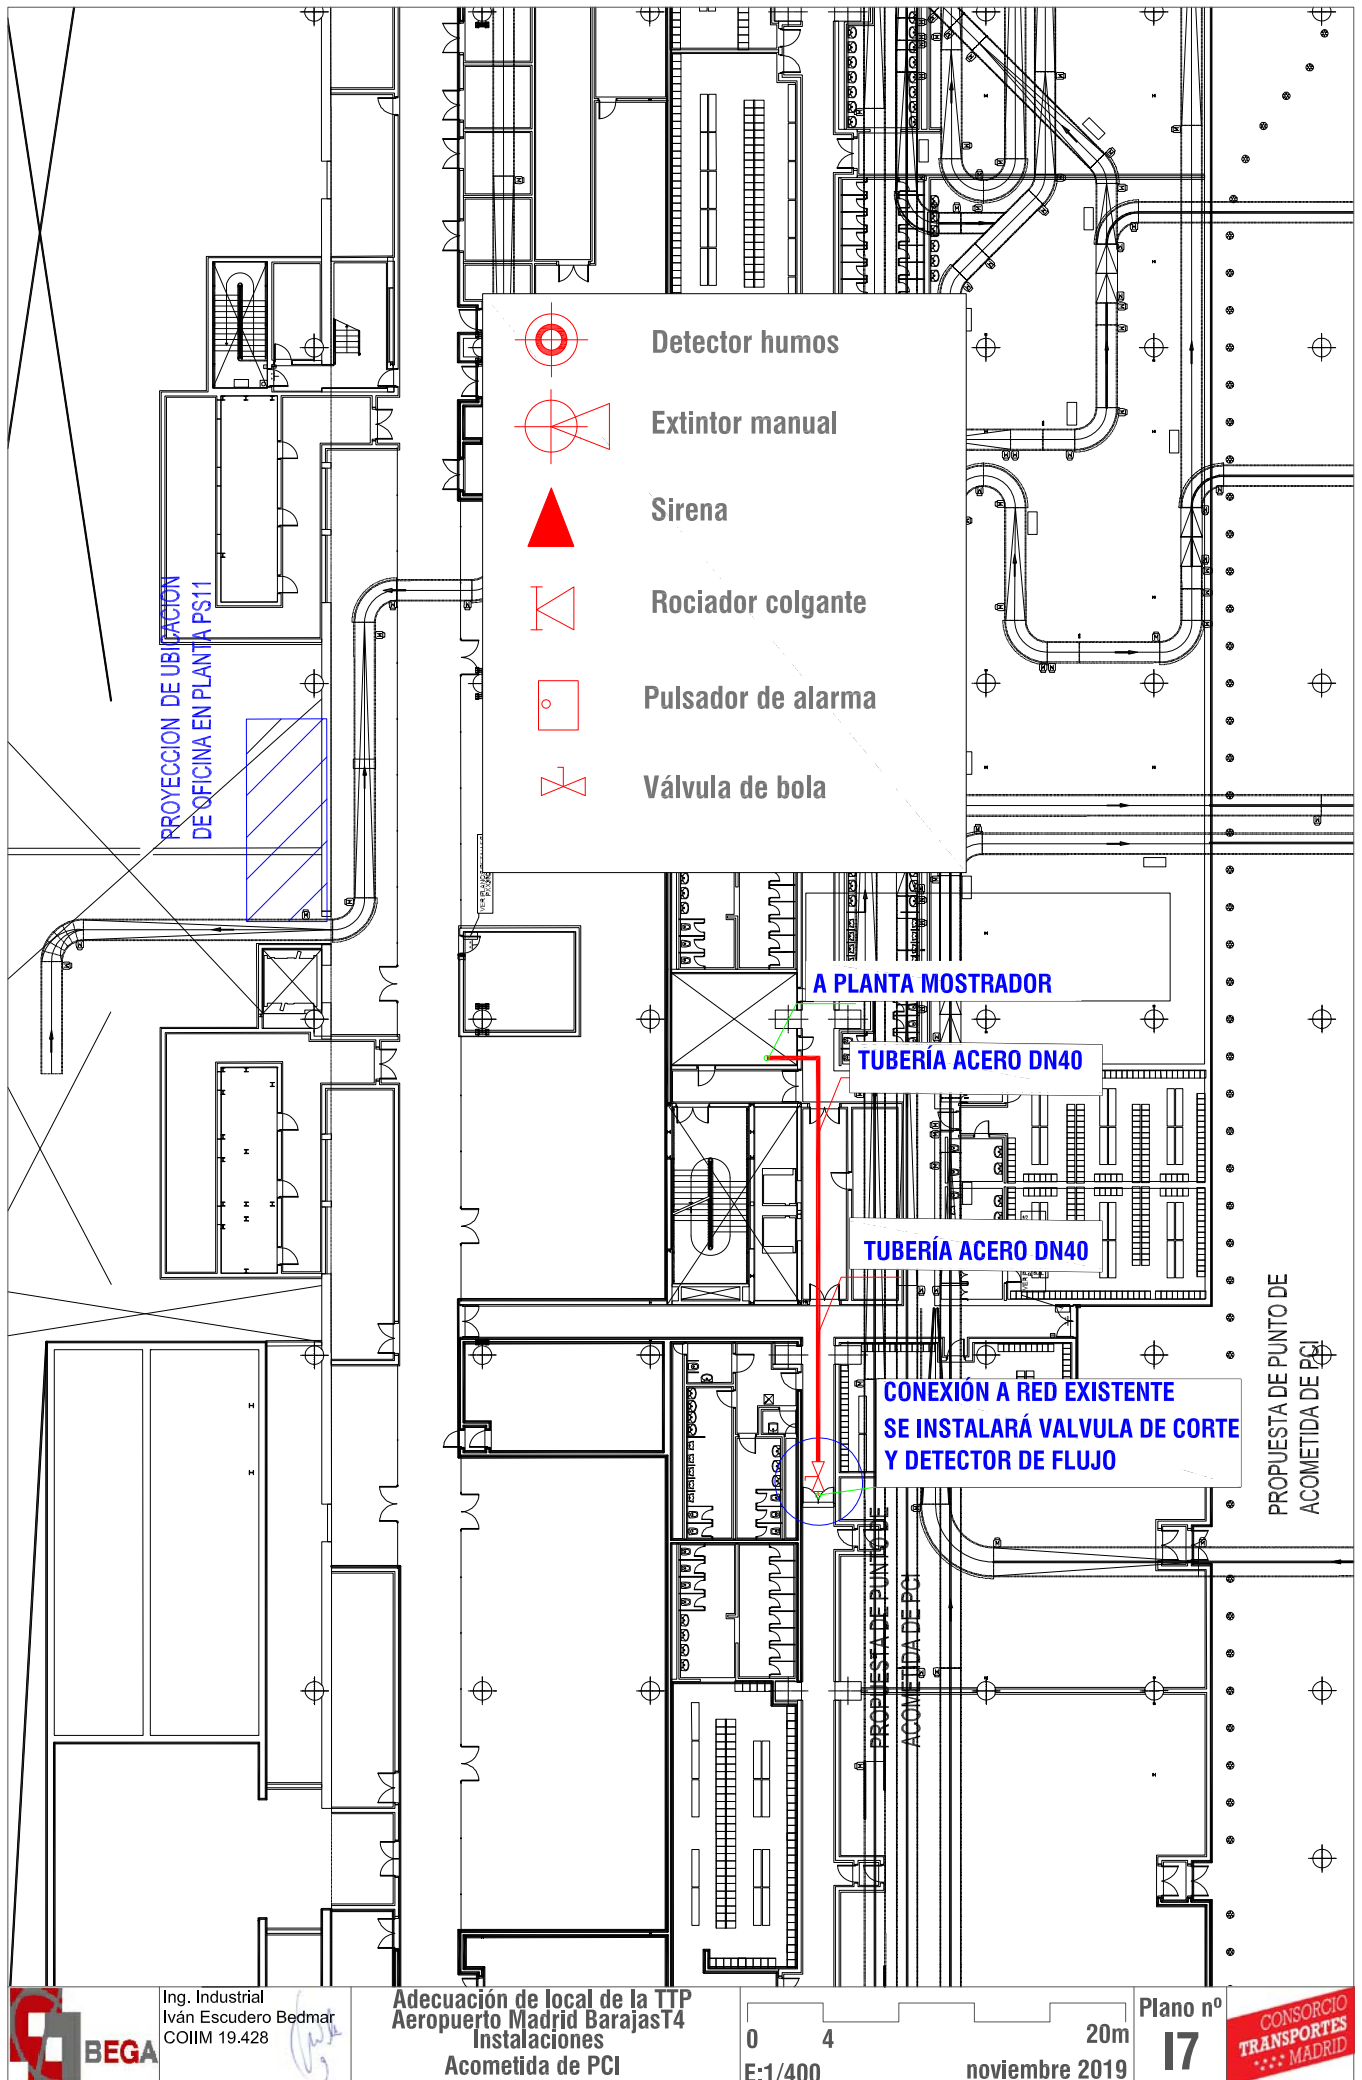 Detector humos
Extintor manual
Sirena
Rociador colgante
Pulsador de alarma
Válvula de bola
PROYECCION DE UBICACIÓN
DE OFICINA EN PLANTA PS11
A PLANTA MOSTRADOR
TUBERÍA ACERO DN40
TUBERÍA ACERO DN40
CONEXIÓN A RED EXISTENTE
SE INSTALARÁ VALVULA DE CORTE
Y DETECTOR DE FLUJO
PROPUESTA DE PUNTO DE
ACOMETIDA DE PCI
PROPUESTA DE PUNTO DE
ACOMETIDA DE PCI
BEGA
Ing. Industrial
Iván Escudero Bedmar
COIIM 19.428
Adecuación de local de la TTP
Aeropuerto Madrid BarajasT4
Instalaciones
Acometida de PCI
0 4 20m
E:1/400 noviembre 2019
Plano nº
I7
CONSORCIO
TRANSPORTES
MADRID